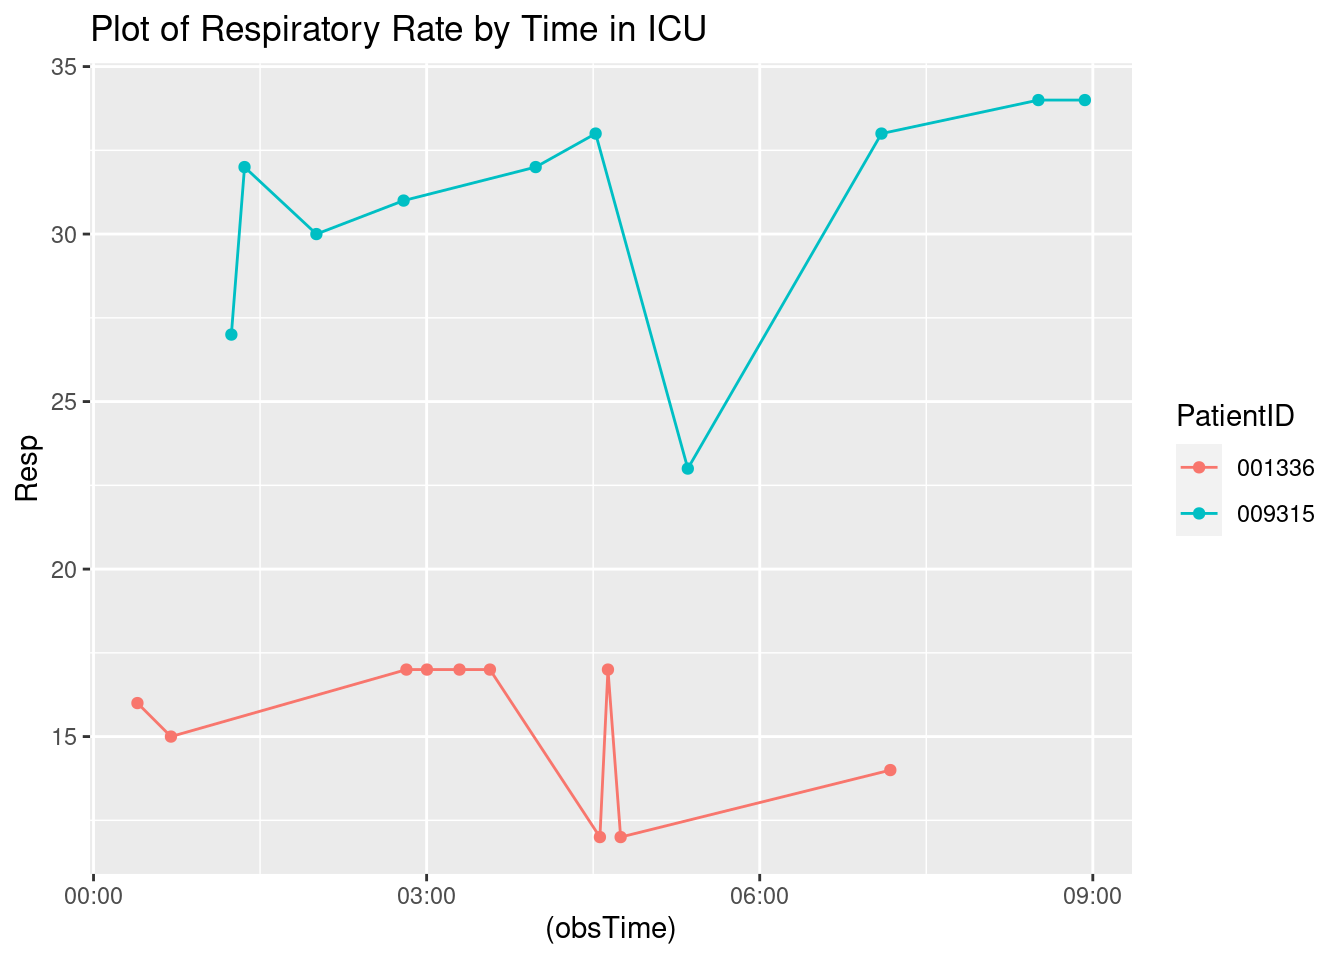 Plot of Respiratory Rate by Time in ICU
35
30
25
20
15
Resp
00:00 03:00 06:00 09:00
(obsTime)
PatientID
001336
009315